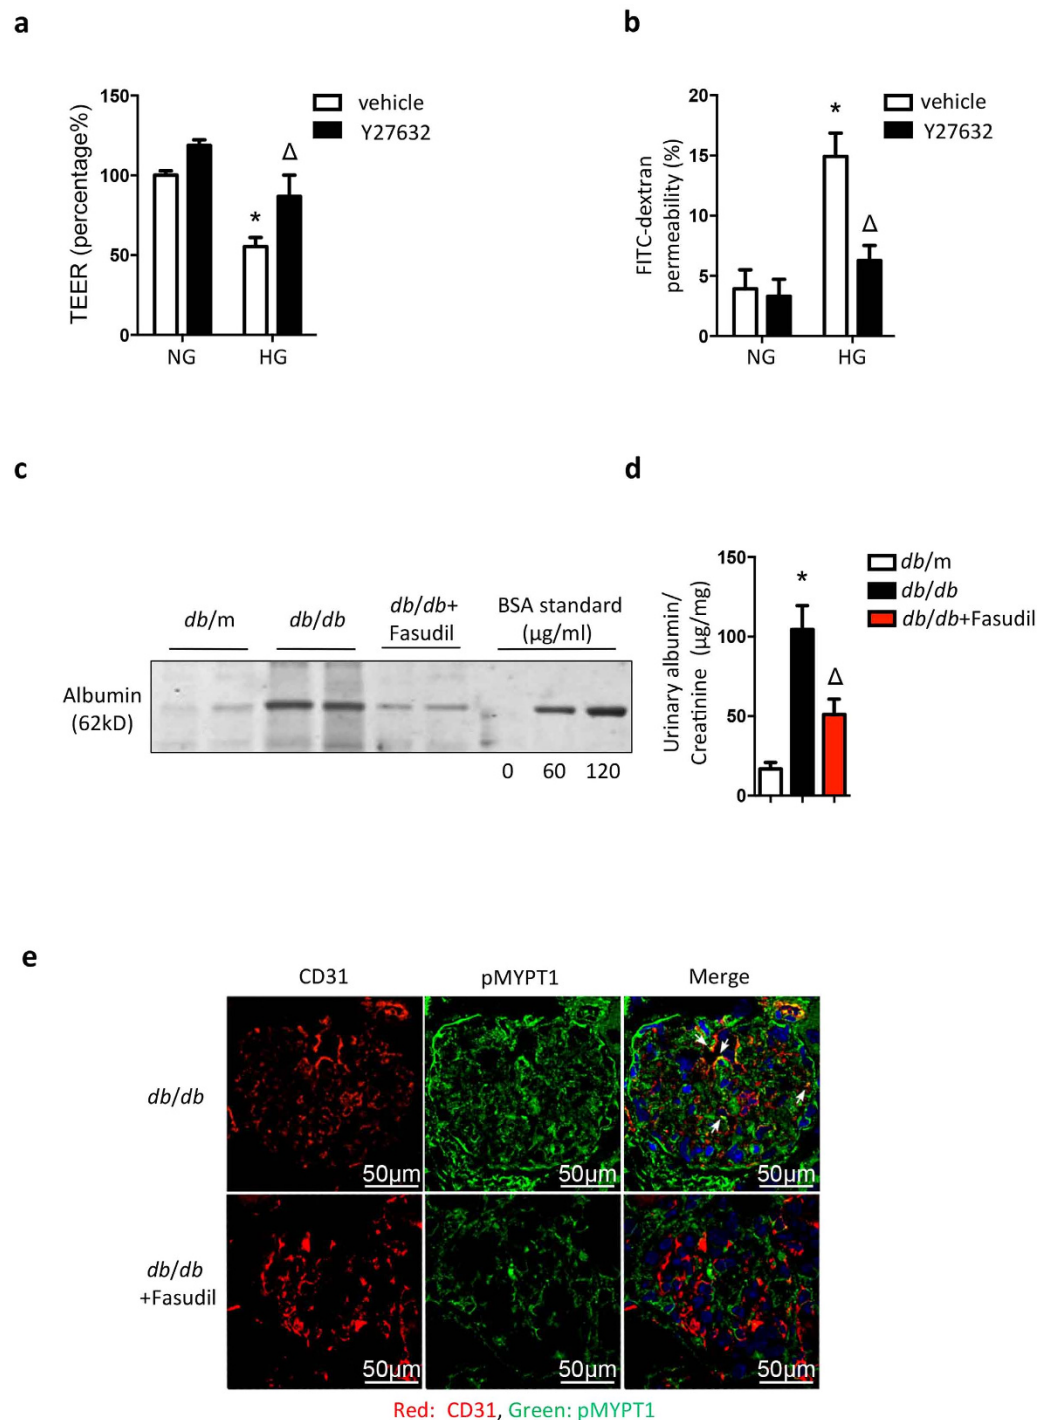 a
TEER (percentage%)
150
100
50
0
NG
HG
*
Δ
vehicle
Y27632
b
FITC-dextran
permeability (%)
20
15
10
5
0
NG
HG
*
Δ
vehicle
Y27632
c
db/m
db/db
db/db+
Fasudil
BSA standard
(µg/ml)
Albumin
(62kD)
0 60 120
d
Urinary albumin/
Creatinine (µg/mg)
150
100
50
0
*
Δ
db/m
db/db
db/db+Fasudil
e
CD31 pMYPT1 Merge
db/db
50µm 50µm 50µm
db/db
+Fasudil
50µm 50µm 50µm
Red: CD31, Green: pMYPT1